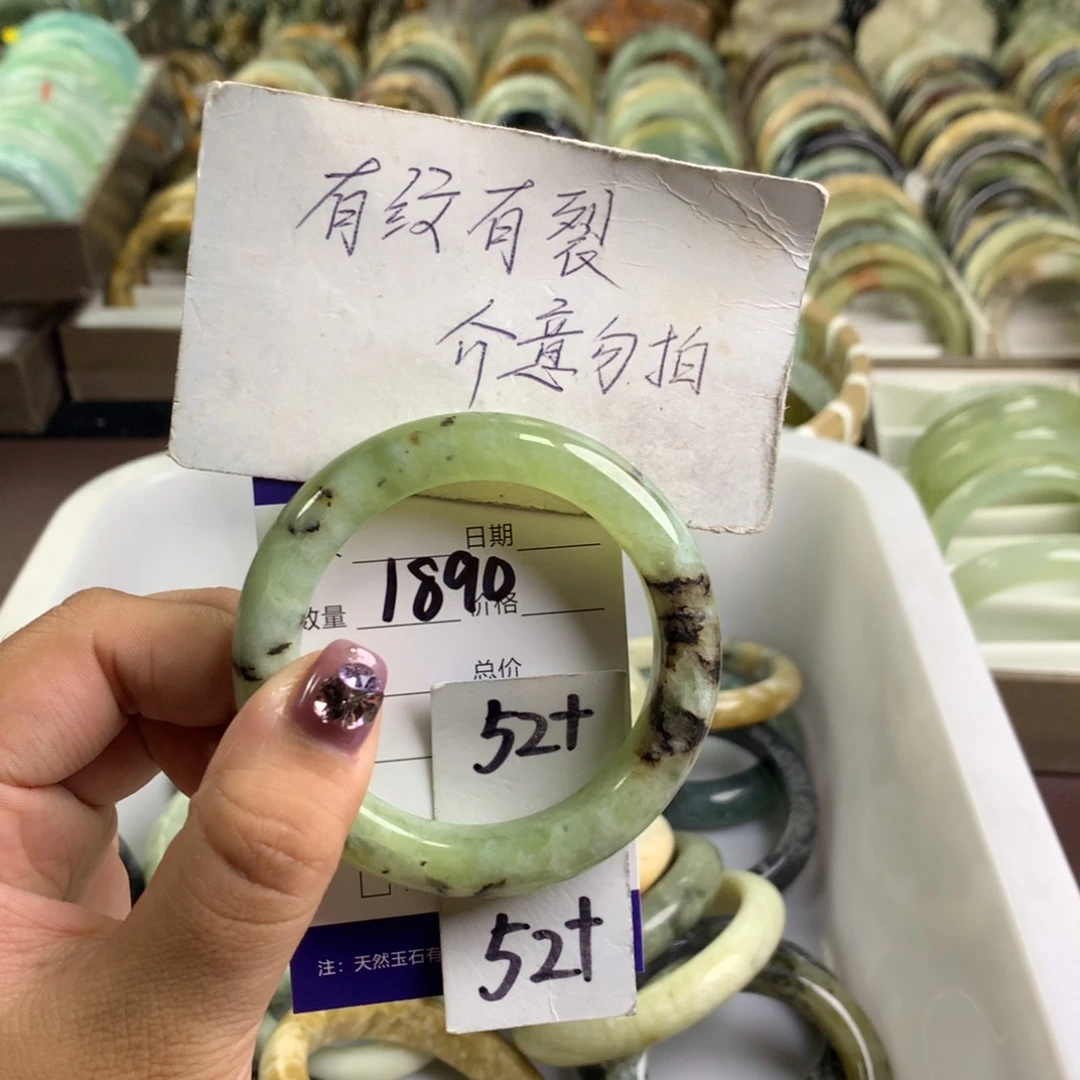 有纹有裂
介意勿拍
日期
1890
数量
价格
总价
52+
52+
注：天然玉石有